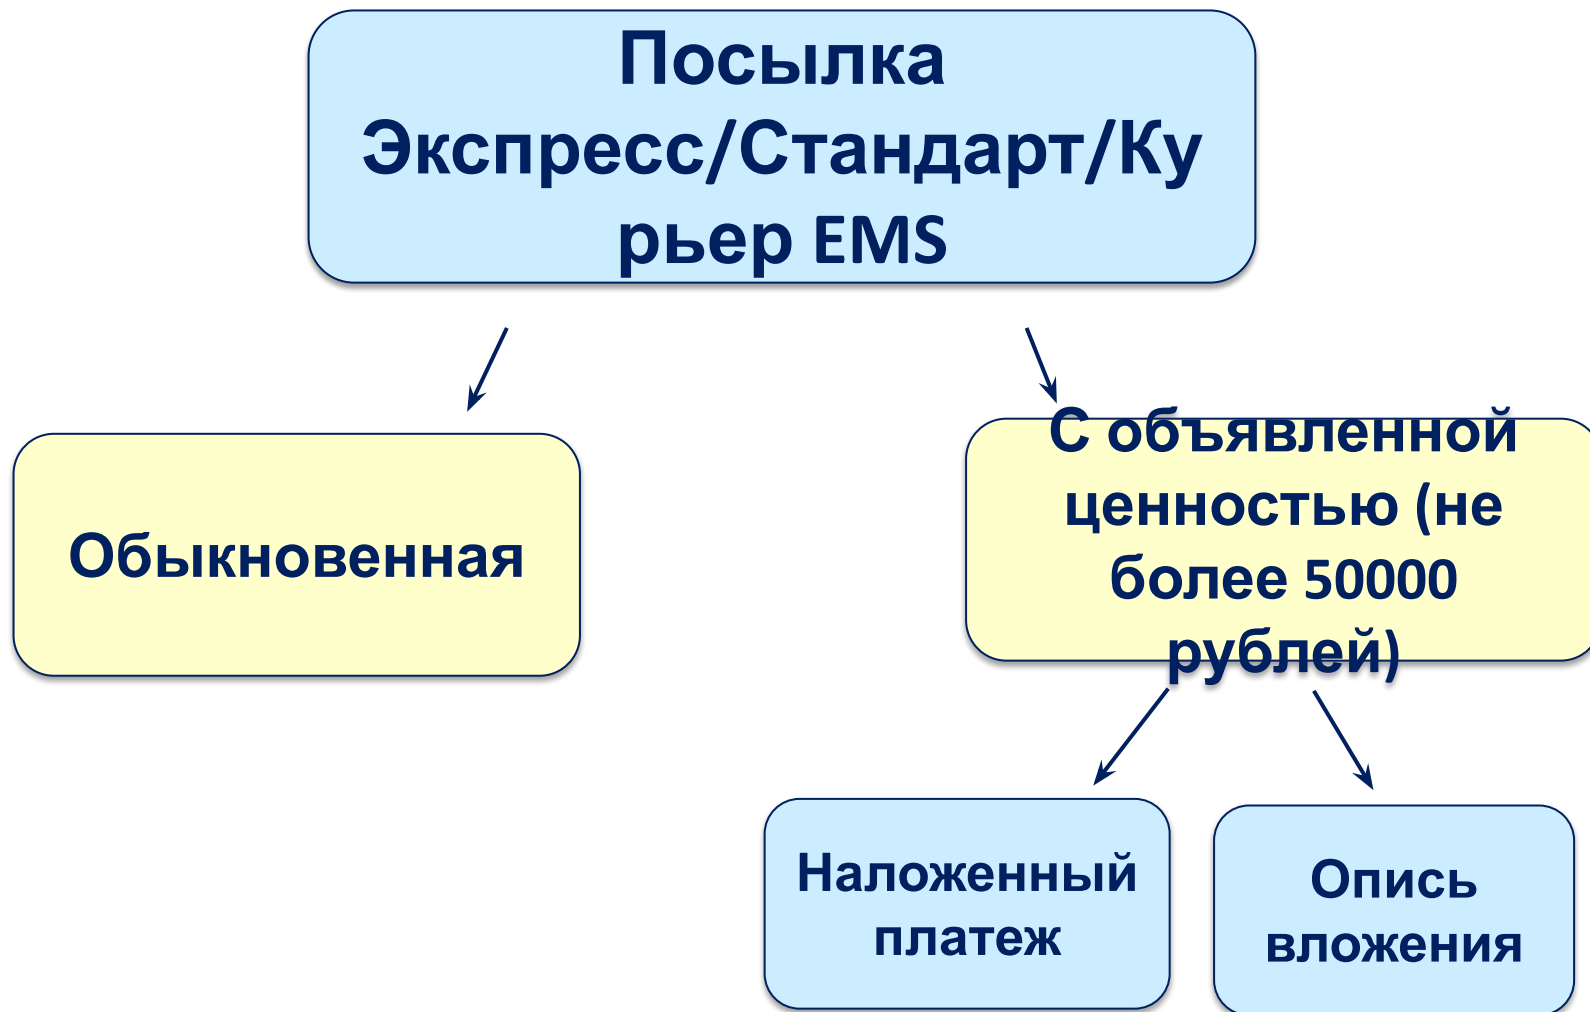 Посылка
Экспресс/Стандарт/Ку
рьер EMS
Обыкновенная
С объявленной
ценностью (не
более 50000
рублей)
Наложенный
платеж
Опись
вложения